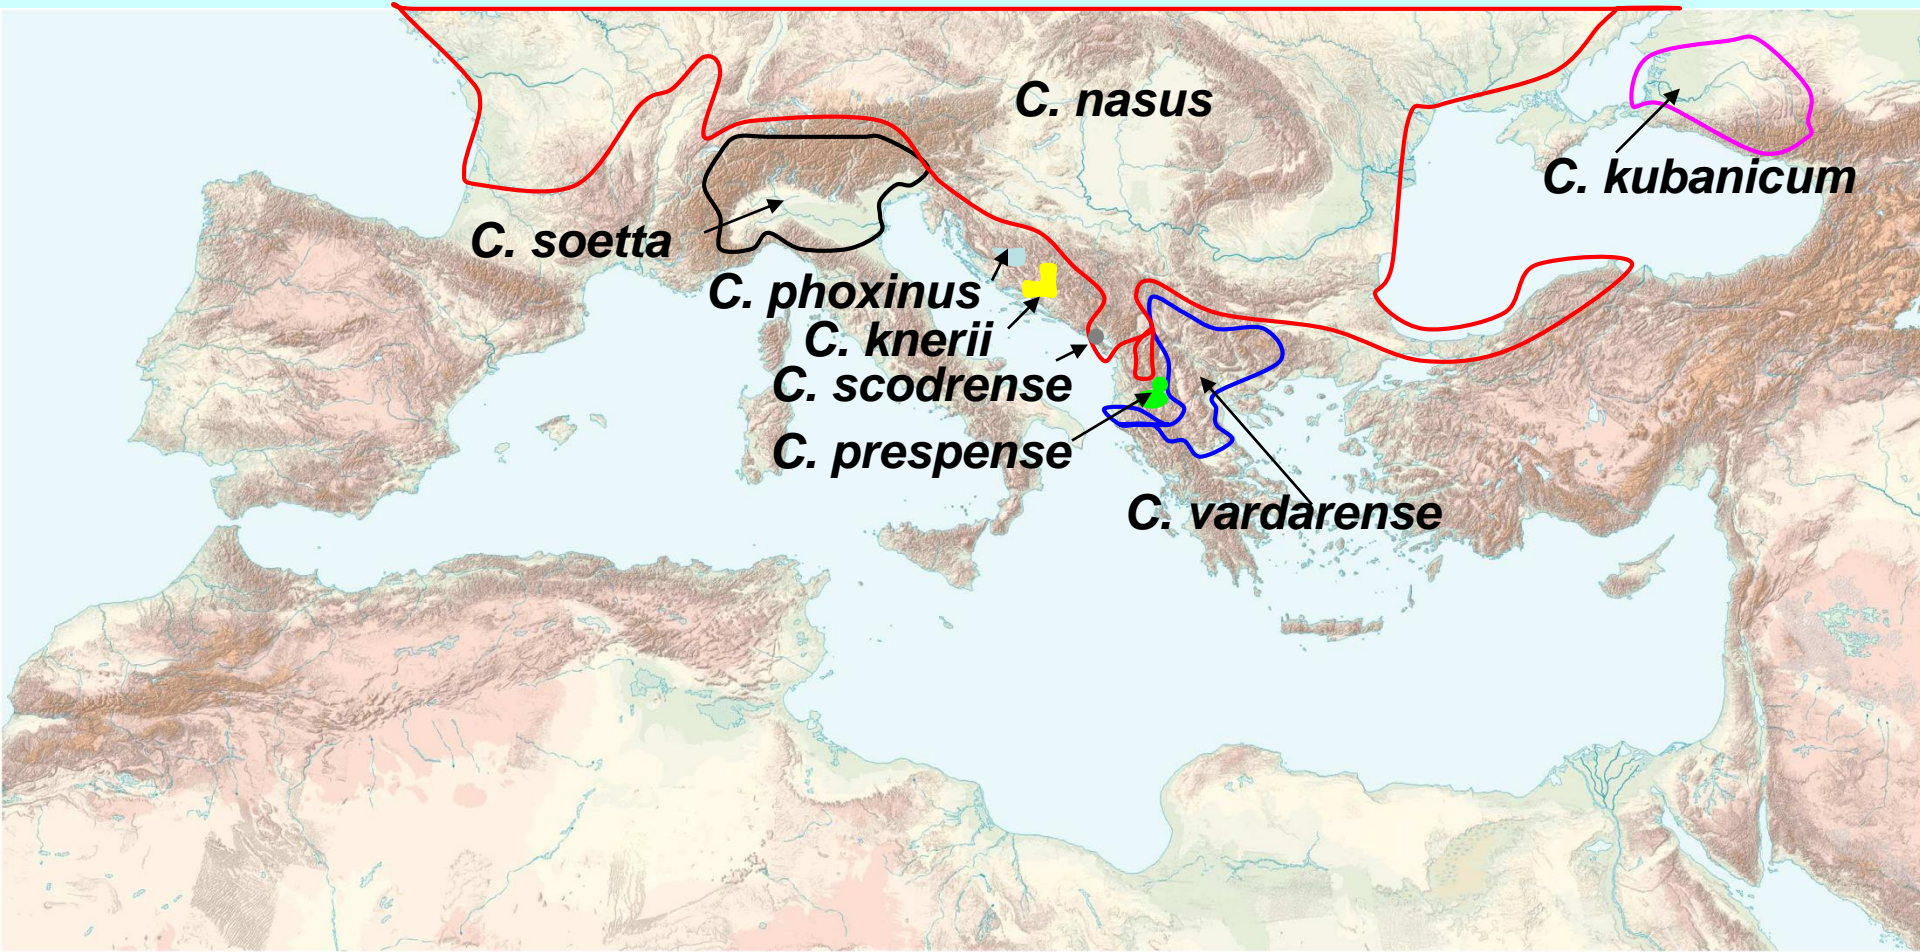 C. nasus
C. kubanicum
C. soetta
C. phoxinus
C. knerii
C. scodrense
C. prespense
C. vardarense